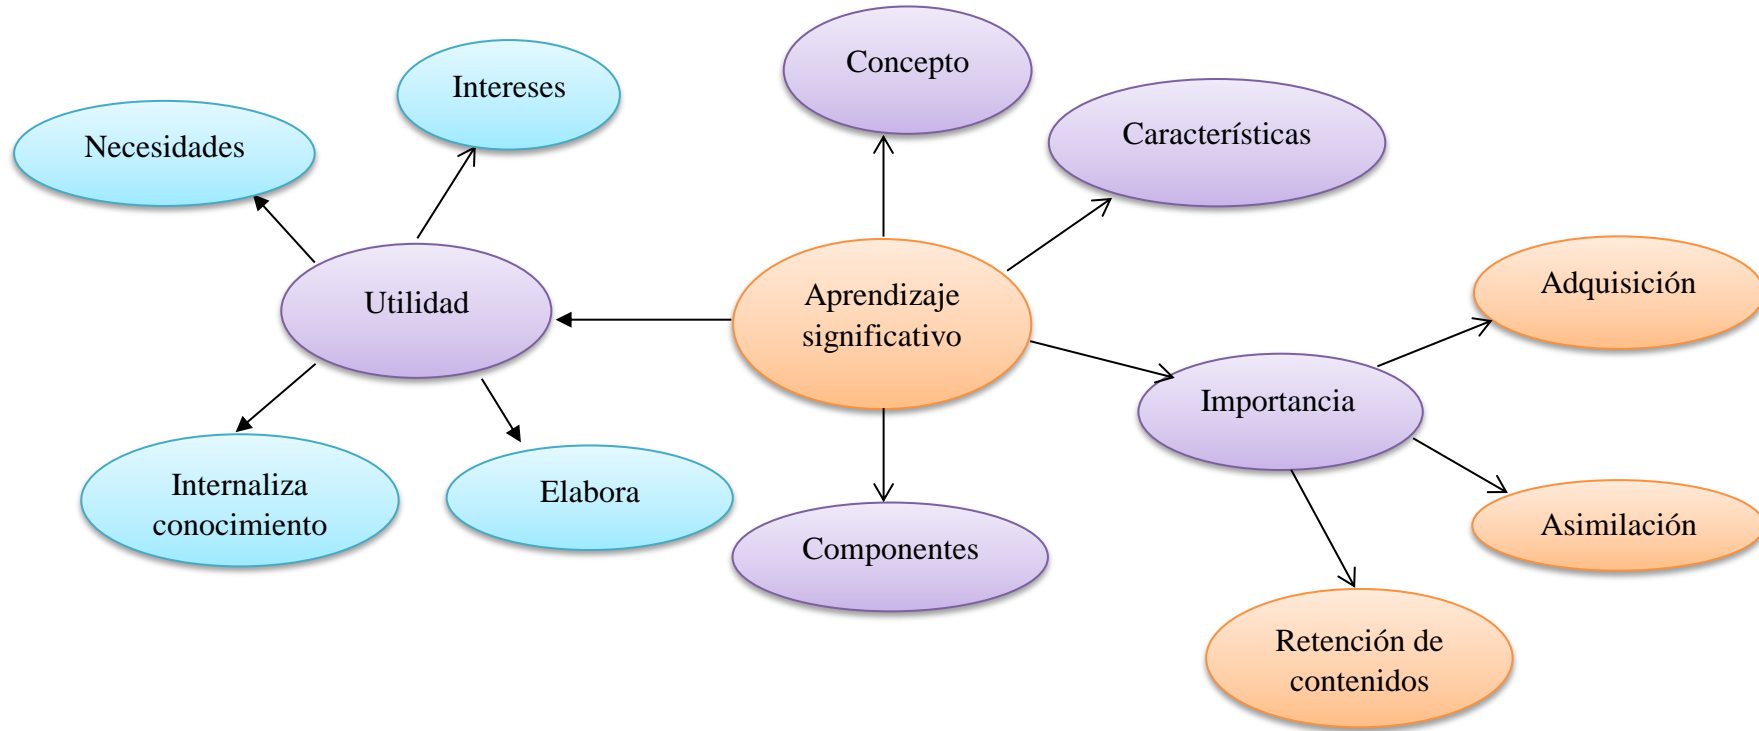 Concepto
Intereses
Características
Necesidades
Adquisición
Utilidad
Aprendizaje
significativo
Importancia
Internaliza
conocimiento
Elabora
Componentes
Asimilación
Retención de
contenidos